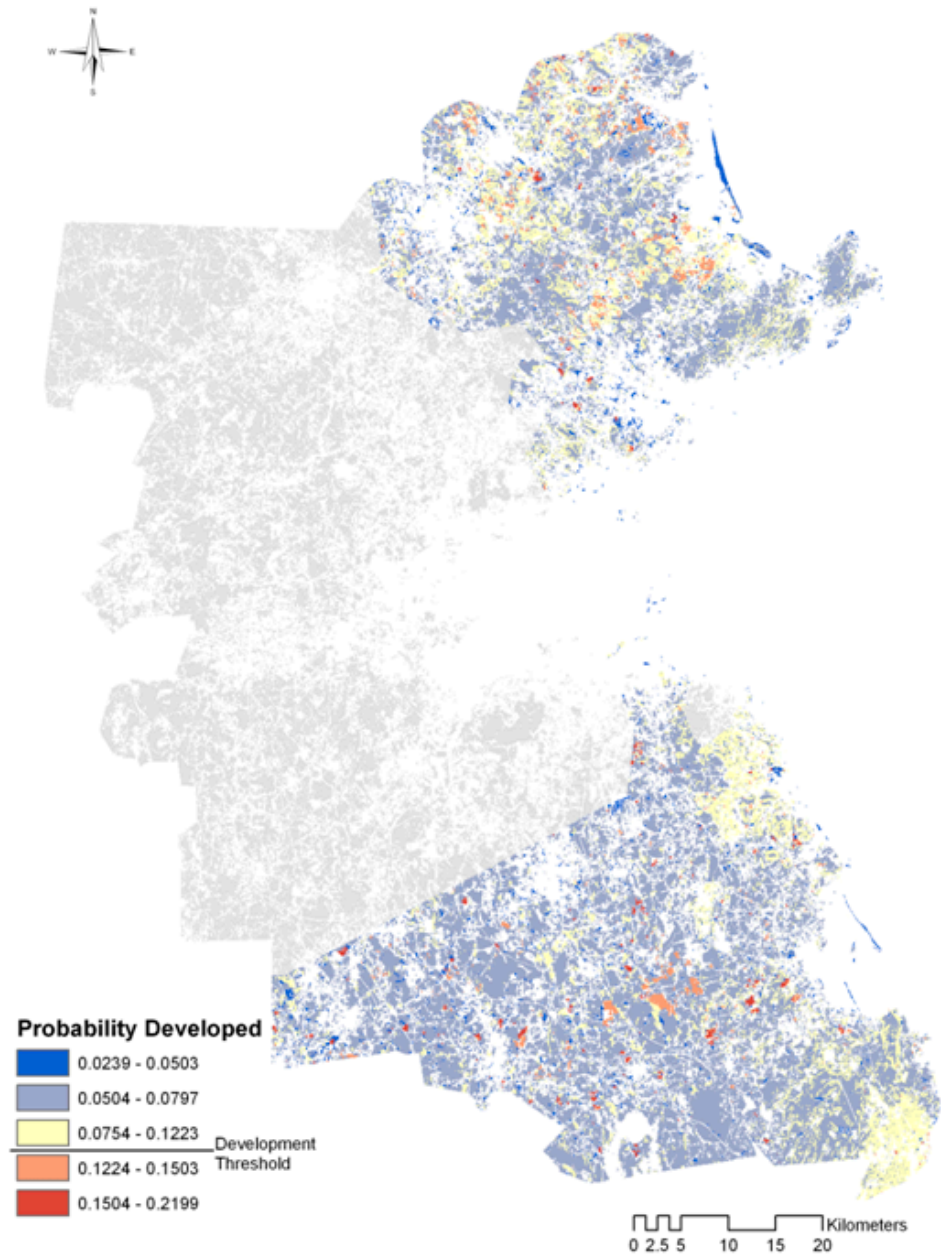 N
W E
S
Probability Developed
0.0239 - 0.0503
0.0504 - 0.0797
0.0754 - 0.1223
Development
Threshold
0.1224 - 0.1503
0.1504 - 0.2199
Kilometers
0 2.5 5 10 15 20